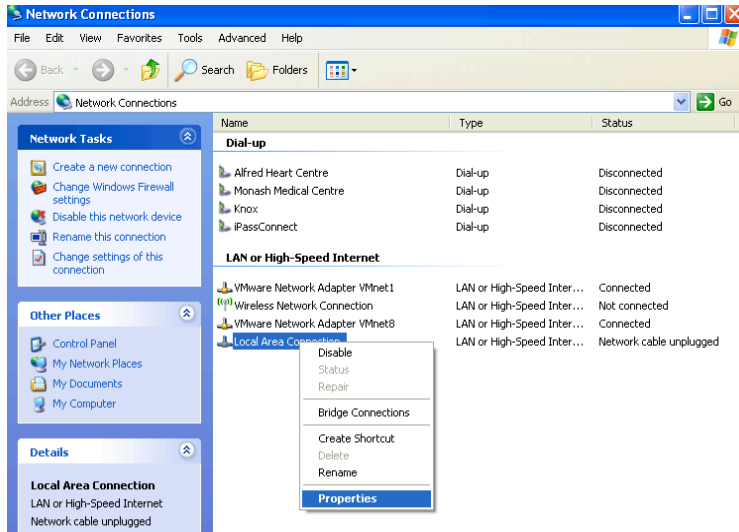 Network Connections
File Edit View Favorites Tools Advanced Help
Back Search Folders
Address Network Connections Go
Name Type Status
Network Tasks
Create a new connection
Change Windows Firewall
settings
Disable this network device
Rename this connection
Change settings of this
connection
Other Places
Control Panel
My Network Places
My Documents
My Computer
Details
Local Area Connection
LAN or High-Speed Internet
Network cable unplugged
Dial-up
Alfred Heart Centre Dial-up Disconnected
Monash Medical Centre Dial-up Disconnected
Knox Dial-up Disconnected
iPassConnect Dial-up Disconnected
LAN or High-Speed Internet
VMware Network Adapter VMnet1 LAN or High-Speed Inter... Connected
Wireless Network Connection LAN or High-Speed Inter... Not connected
VMware Network Adapter VMnet8 LAN or High-Speed Inter... Connected
Local Area Connection LAN or High-Speed Inter... Network cable unplugged
Disable
Status
Repair
Bridge Connections
Create Shortcut
Delete
Rename
Properties